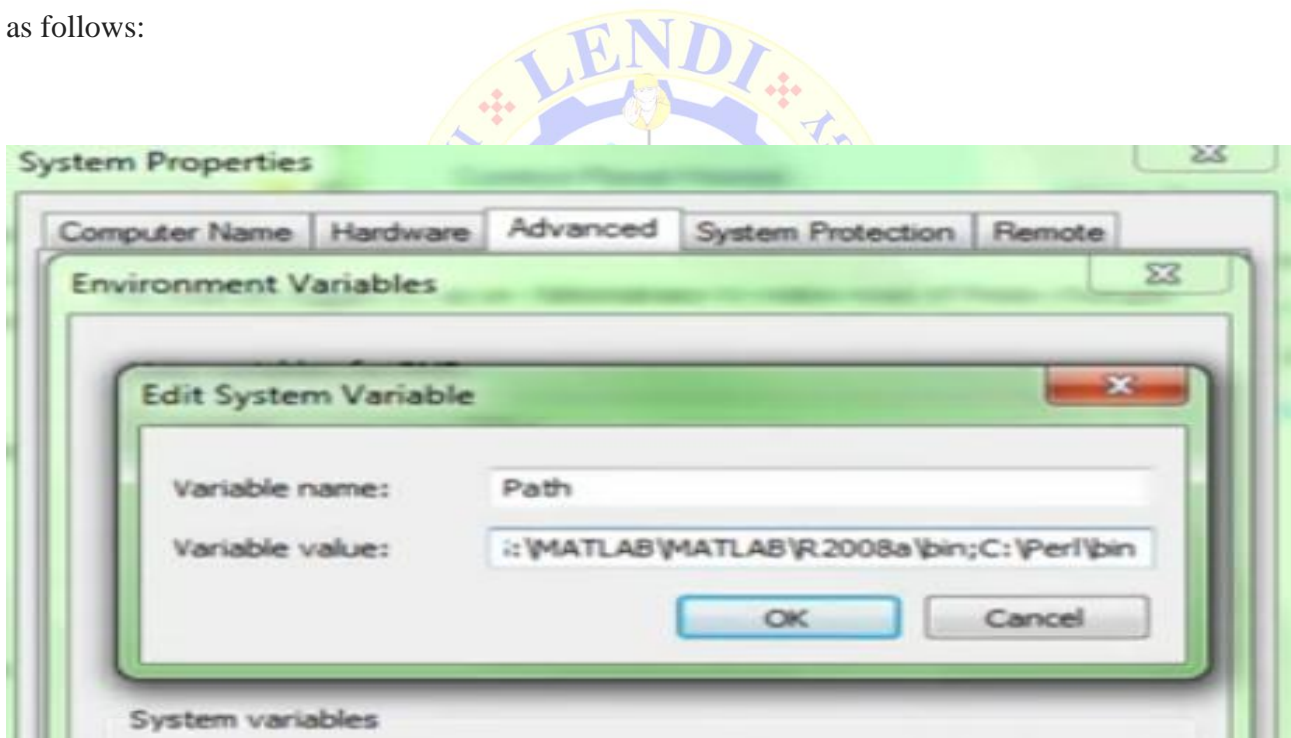 as follows:
LENDI
System Properties
Computer Name Hardware Advanced System Protection Remote
Environment Variables
Edit System Variable
Variable name: Path
Variable value: :\MATLAB\MATLAB\R2008a\bin;C:\Perl\bin
OK Cancel
System variables